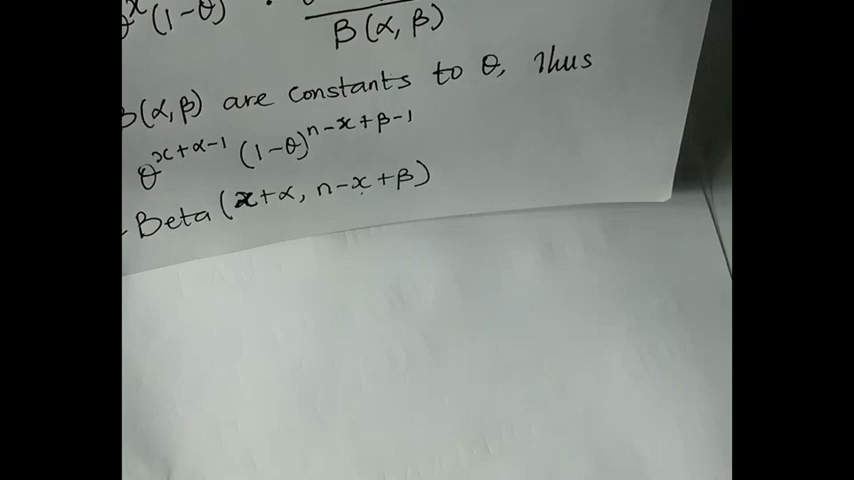 θ^x (1-θ) ·
B(α, β)
B(α,β) are constants to θ, Thus
θ^{x+α-1} (1-θ)^{n-x+β-1}
Beta(x+α, n-x+β)